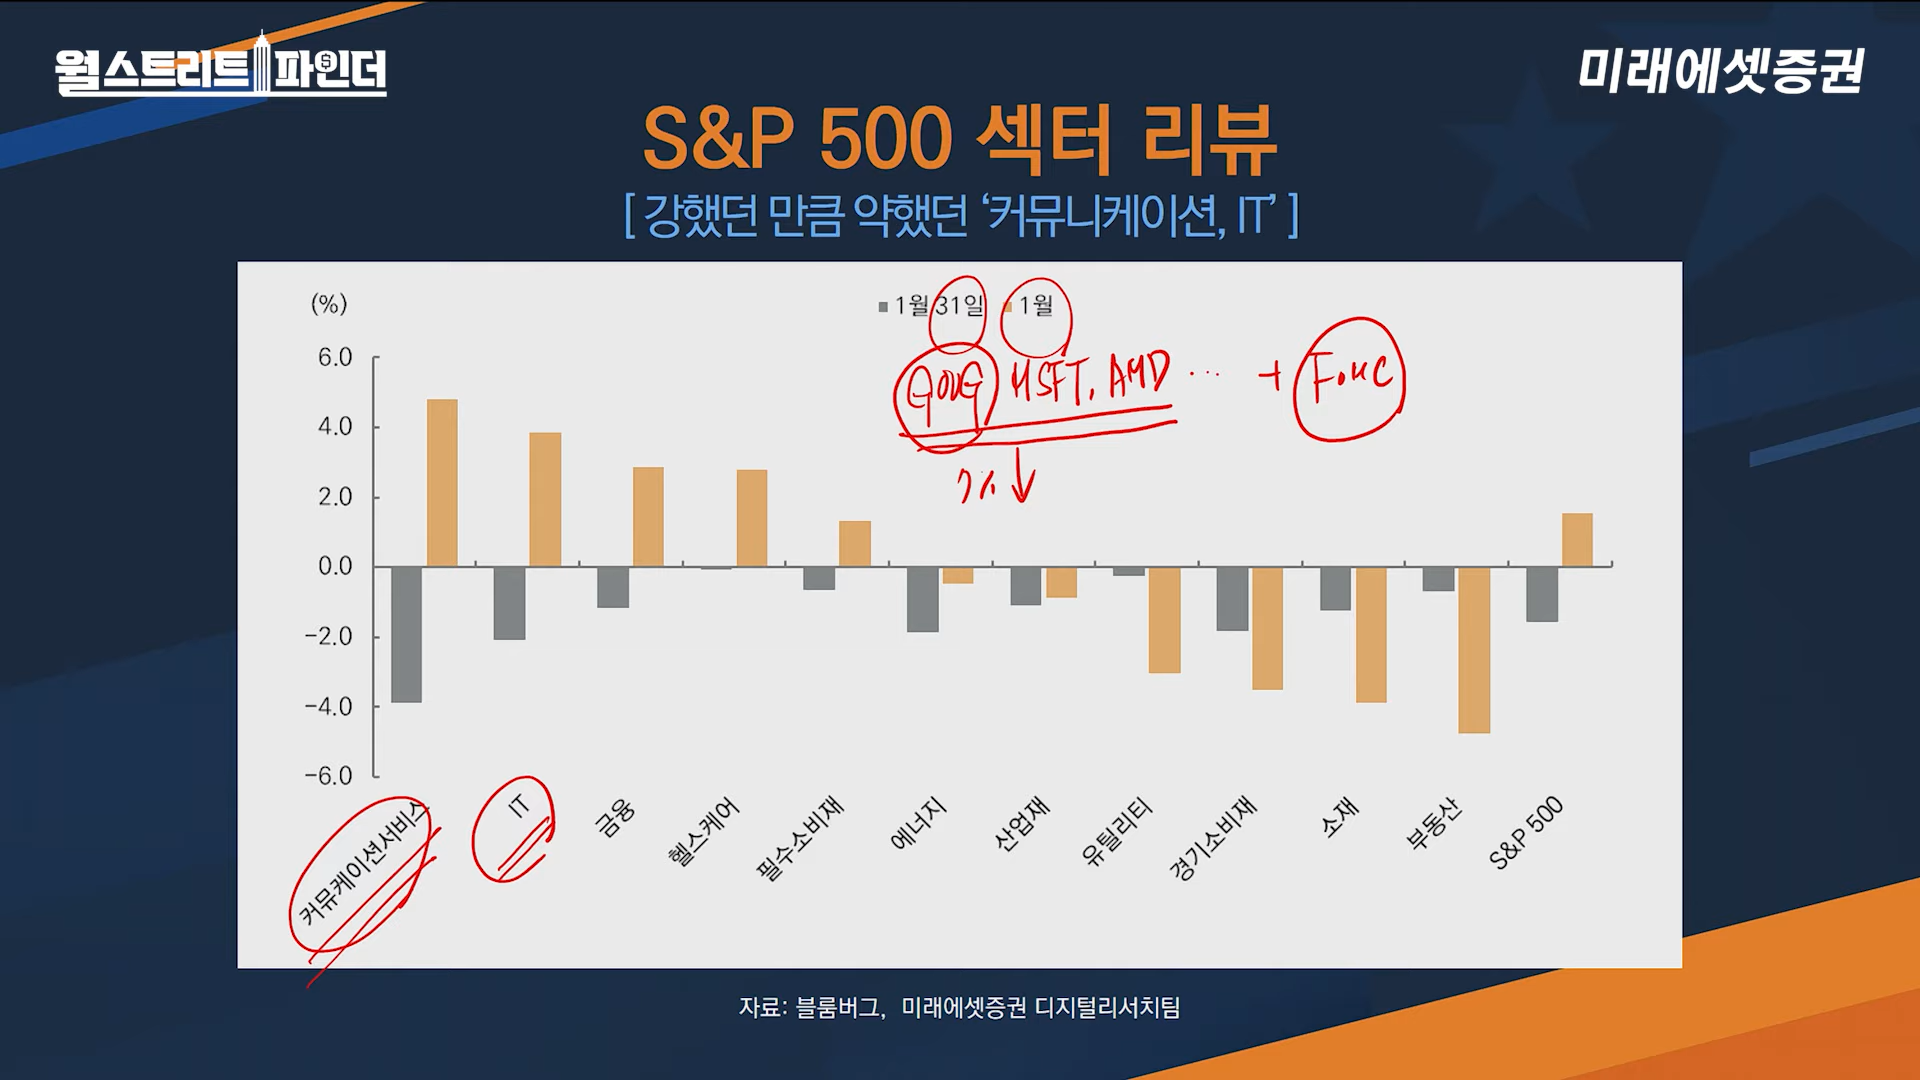 월스트리트 파인더
미래에셋증권
S&P 500 섹터 리뷰
[ 강했던 만큼 약했던 ‘커뮤니케이션, IT’ ]
(%)
1월 31일 1월
GOOG MSFT, AMD ... + FOMC
7% ↓
6.0
4.0
2.0
0.0
-2.0
-4.0
-6.0
커뮤케이션서비스
IT
금융
헬스케어
필수소비재
에너지
산업재
유틸리티
경기소비재
소재
부동산
S&P 500
자료: 블룸버그, 미래에셋증권 디지털리서치팀